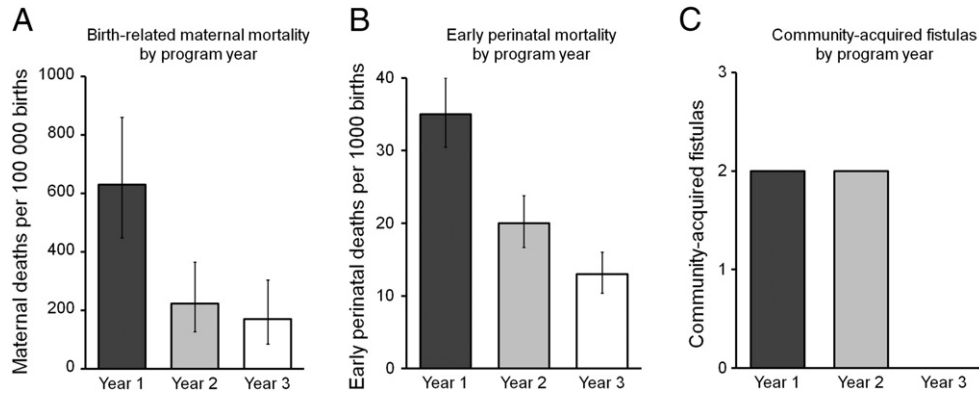 A
Birth-related maternal mortality
by program year
Maternal deaths per 100 000 births
1000
800
600
400
200
0
Year 1 Year 2 Year 3
B
Early perinatal mortality
by program year
Early perinatal deaths per 1000 births
40
30
20
10
0
Year 1 Year 2 Year 3
C
Community-acquired fistulas
by program year
Community-acquired fistulas
3
2
1
0
Year 1 Year 2 Year 3